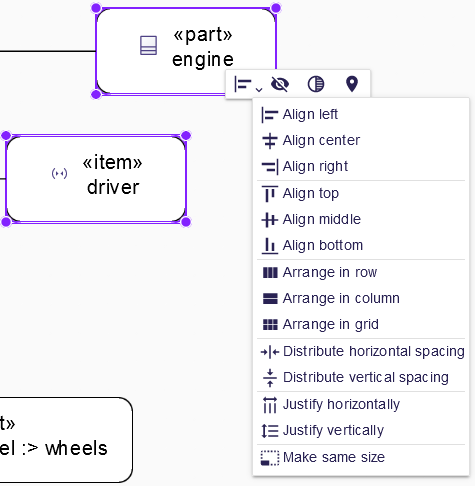 «part»
engine
«item»
driver
Align left
Align center
Align right
Align top
Align middle
Align bottom
Arrange in row
Arrange in column
Arrange in grid
Distribute horizontal spacing
Distribute vertical spacing
Justify horizontally
Justify vertically
Make same size
t»
el :> wheels